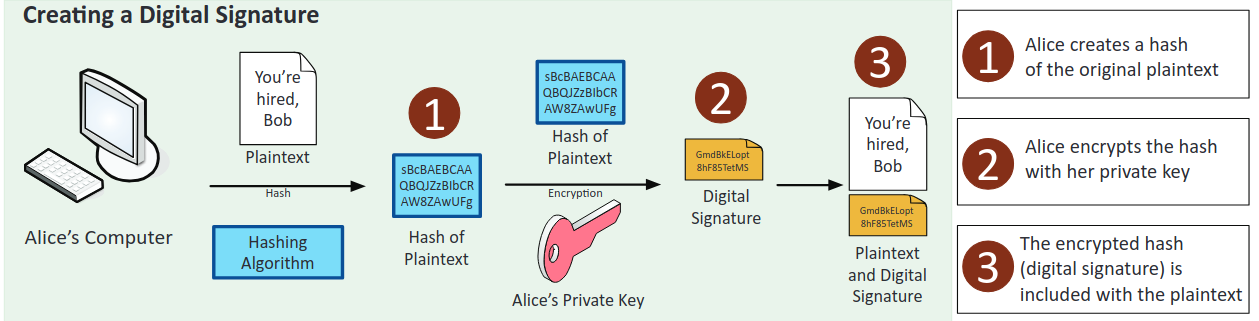 Creating a Digital Signature
Alice's Computer
You're
hired,
Bob
Plaintext
Hash
Hashing
Algorithm
1
sBcBAEBCAA
QBQJZzBIbCR
AW8ZAwUFg
Hash of
Plaintext
sBcBAEBCAA
QBQJZzBIbCR
AW8ZAwUFg
Hash of
Plaintext
Encryption
Alice's Private Key
2
GmdBkELopt
8hF85TetMS
Digital
Signature
3
You're
hired,
Bob
GmdBkELopt
8hF85TetMS
Plaintext
and Digital
Signature
1
Alice creates a hash
of the original plaintext
2
Alice encrypts the hash
with her private key
3
The encrypted hash
(digital signature) is
included with the plaintext